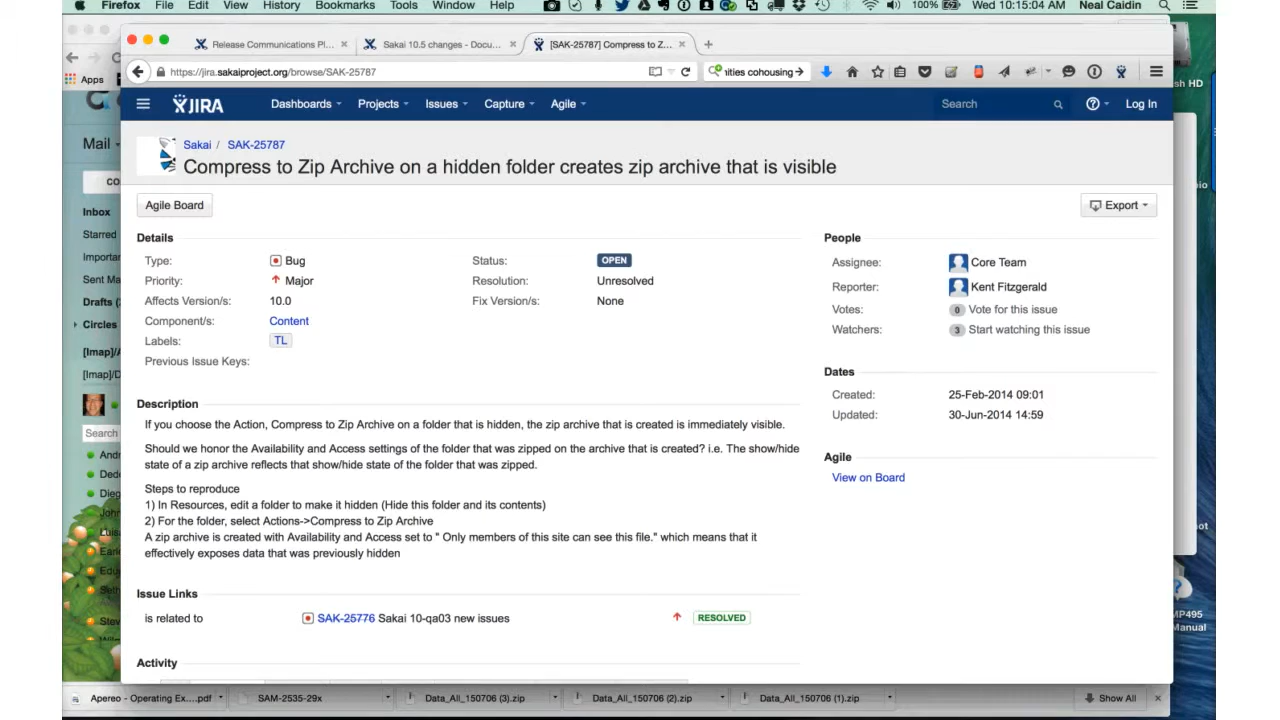 Firefox File Edit View History Bookmarks Tools Window Help 100% Wed 10:15:04 AM Neal Caidin
Release Communications Pl... × Sakai 10.5 changes - Docu... × [SAK-25787] Compress to Z... × +
https://jira.sakaiproject.org/browse/SAK-25787 ities cohousing
Apps
JIRA Dashboards Projects Issues Capture Agile Search Log In
Mail
Sakai / SAK-25787
Compress to Zip Archive on a hidden folder creates zip archive that is visible
Agile Board Export
Inbox
Starred
Importan
Sent Ma
Drafts (
Circles
[Imap]/
[Imap]/D
Search
Details
Type: Bug Status: OPEN
Priority: Major Resolution: Unresolved
Affects Version/s: 10.0 Fix Version/s: None
Component/s: Content
Labels: TL
Previous Issue Keys:
People
Assignee: Core Team
Reporter: Kent Fitzgerald
Votes: 0 Vote for this issue
Watchers: 3 Start watching this issue
Dates
Created: 25-Feb-2014 09:01
Updated: 30-Jun-2014 14:59
Agile
View on Board
Description
If you choose the Action, Compress to Zip Archive on a folder that is hidden, the zip archive that is created is immediately visible.
Should we honor the Availability and Access settings of the folder that was zipped on the archive that is created? i.e. The show/hide
state of a zip archive reflects that show/hide state of the folder that was zipped.
Steps to reproduce
1) In Resources, edit a folder to make it hidden (Hide this folder and its contents)
2) For the folder, select Actions->Compress to Zip Archive
A zip archive is created with Availability and Access set to " Only members of this site can see this file." which means that it
effectively exposes data that was previously hidden
Issue Links
is related to SAK-25776 Sakai 10-qa03 new issues RESOLVED
Activity
sh HD
MP495
Manual
Apereo - Operating Ex....pdf SAM-2535-29x Data_All_150706 (3).zip Data_All_150706 (2).zip Data_All_150706 (1).zip Show All ×